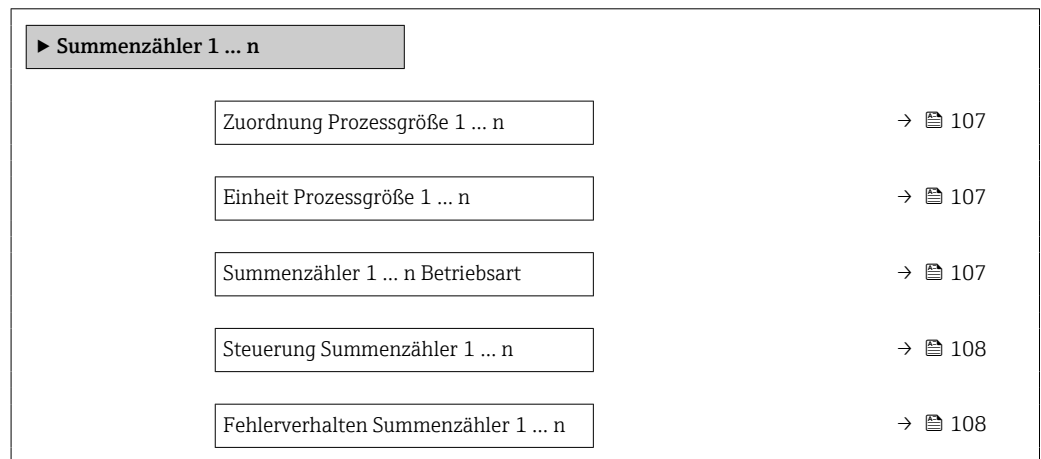 ▶ Summenzähler 1 ... n
Zuordnung Prozessgröße 1 ... n → 107
Einheit Prozessgröße 1 ... n → 107
Summenzähler 1 ... n Betriebsart → 107
Steuerung Summenzähler 1 ... n → 108
Fehlerverhalten Summenzähler 1 ... n → 108